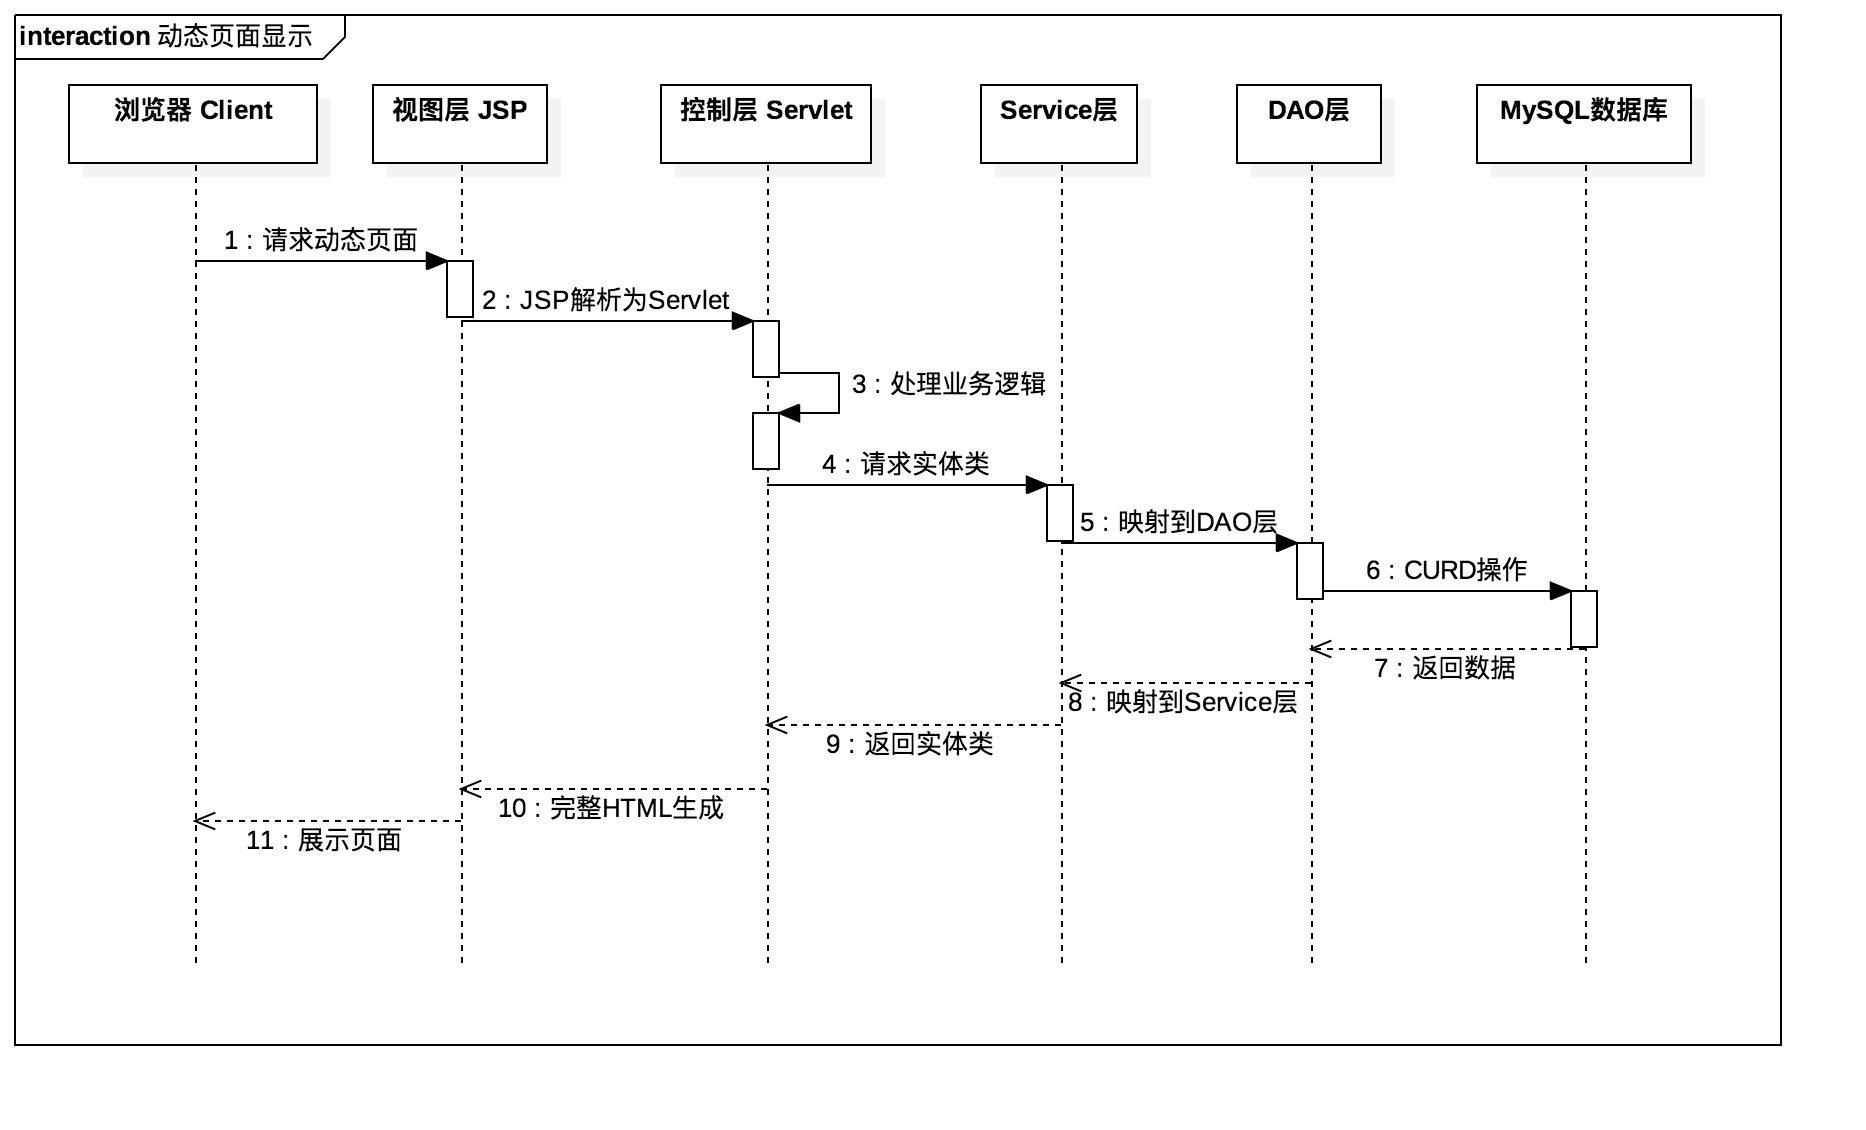 interaction 动态页面显示
浏览器 Client
视图层 JSP
控制层 Servlet
Service层
DAO层
MySQL数据库
1 : 请求动态页面
2 : JSP解析为Servlet
3 : 处理业务逻辑
4 : 请求实体类
5 : 映射到DAO层
6 : CURD操作
7 : 返回数据
8 : 映射到Service层
9 : 返回实体类
10 : 完整HTML生成
11 : 展示页面